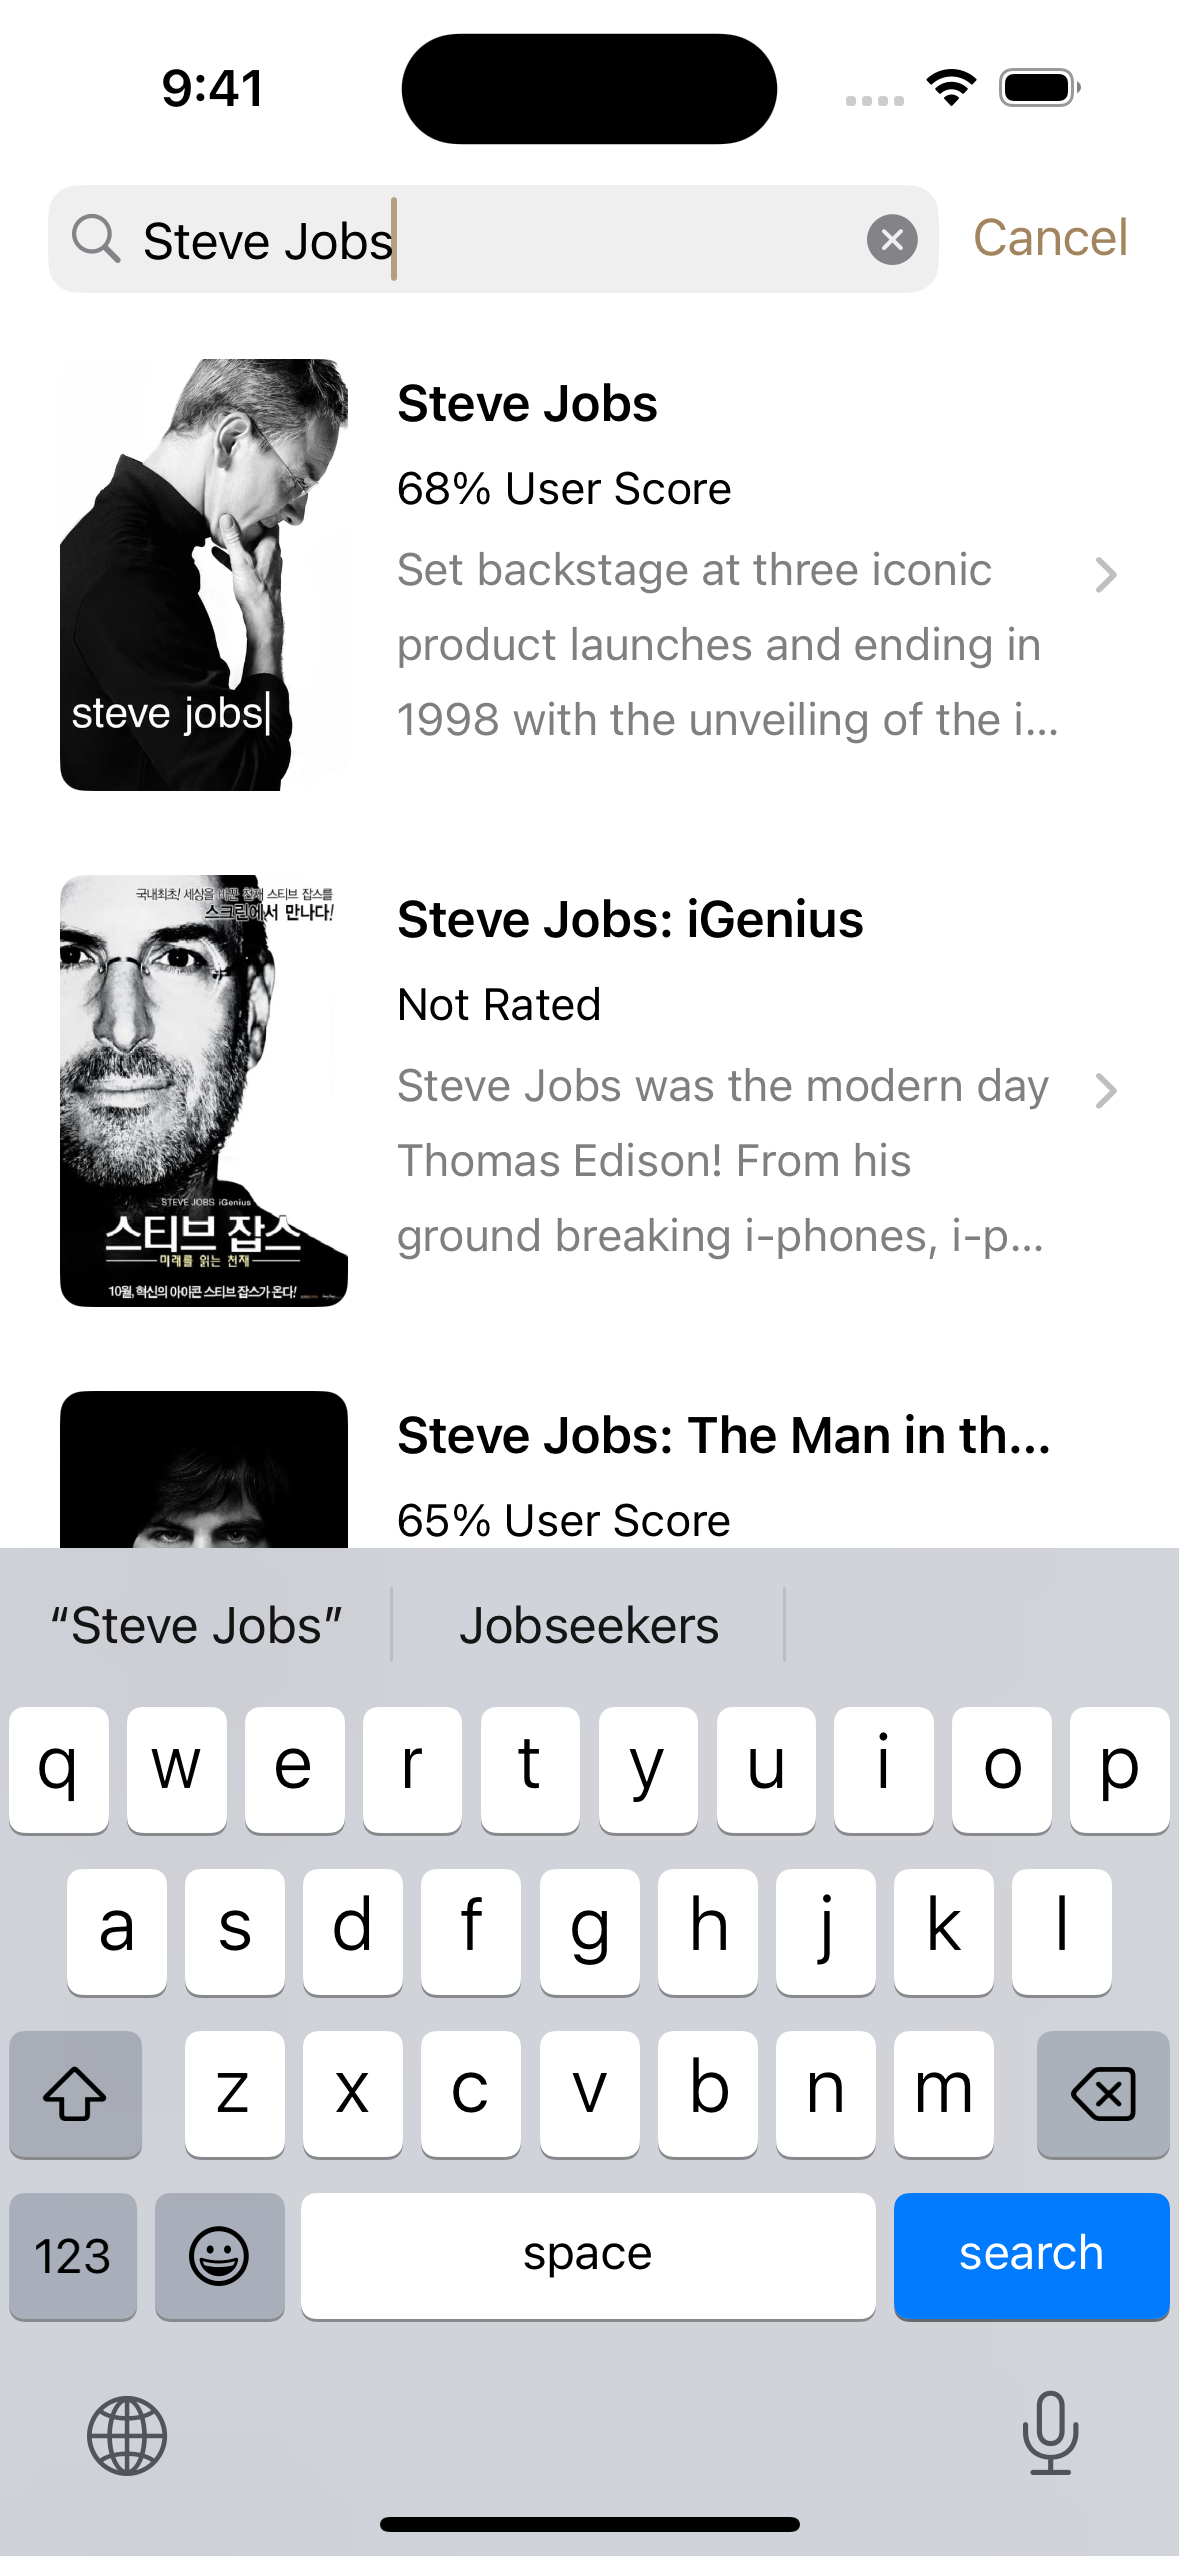 9:41
Steve Jobs
Cancel
Steve Jobs
68% User Score
Set backstage at three iconic
product launches and ending in
1998 with the unveiling of the i...
steve jobs|
국내최초! 세상을 바꾼 천재 스티브 잡스를
스크린에서 만나다!
STEVE JOBS iGenius
스티브 잡스
미래를 읽는 천재
10월, 혁신의 아이콘 스티브 잡스가 온다!
Steve Jobs: iGenius
Not Rated
Steve Jobs was the modern day
Thomas Edison! From his
ground breaking i-phones, i-p...
Steve Jobs: The Man in th...
65% User Score
“Steve Jobs” Jobseekers
q w e r t y u i o p
a s d f g h j k l
z x c v b n m
123 space search